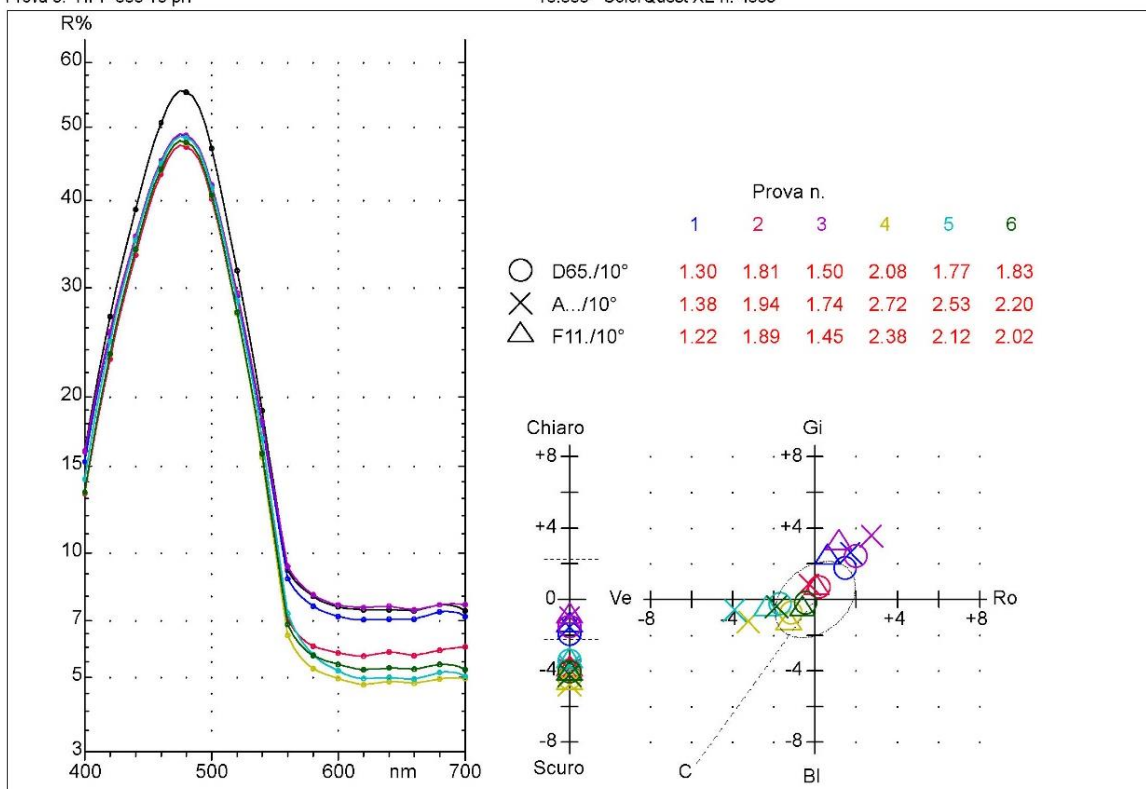 R%
60
50
40
30
20
15
10
7
5
3
400 500 nm 600 700
Prova n.
1 2 3 4 5 6
D65./10° 1.30 1.81 1.50 2.08 1.77 1.83
A.../10° 1.38 1.94 1.74 2.72 2.53 2.20
F11./10° 1.22 1.89 1.45 2.38 2.12 2.02
Chiaro Gi
+8 +8
+4 +4
0 Ve -8 -4 +4 +8 Ro
-4 -4
-8 -8
Scuro C Bl